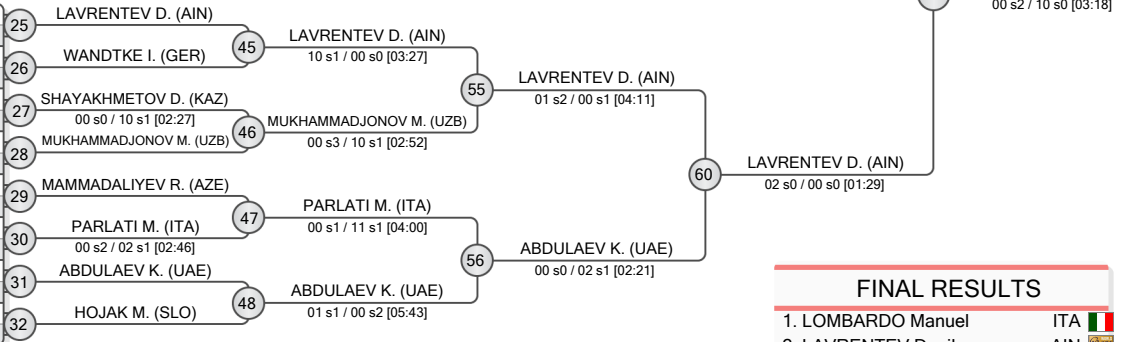 00 s2 / 10 s0 [03:18]
25
LAVRENTEV D. (AIN)
45
LAVRENTEV D. (AIN)
10 s1 / 00 s0 [03:27]
26
WANDTKE I. (GER)
55
LAVRENTEV D. (AIN)
01 s2 / 00 s1 [04:11]
27
SHAYAKHMETOV D. (KAZ)
00 s0 / 10 s1 [02:27]
46
MUKHAMMADJONOV M. (UZB)
00 s3 / 10 s1 [02:52]
28
MUKHAMMADJONOV M. (UZB)
60
LAVRENTEV D. (AIN)
02 s0 / 00 s0 [01:29]
29
MAMMADALIYEV R. (AZE)
47
PARLATI M. (ITA)
00 s1 / 11 s1 [04:00]
30
PARLATI M. (ITA)
00 s2 / 02 s1 [02:46]
56
ABDULAEV K. (UAE)
00 s0 / 02 s1 [02:21]
31
ABDULAEV K. (UAE)
48
ABDULAEV K. (UAE)
01 s1 / 00 s2 [05:43]
32
HOJAK M. (SLO)
FINAL RESULTS
1. LOMBARDO Manuel ITA